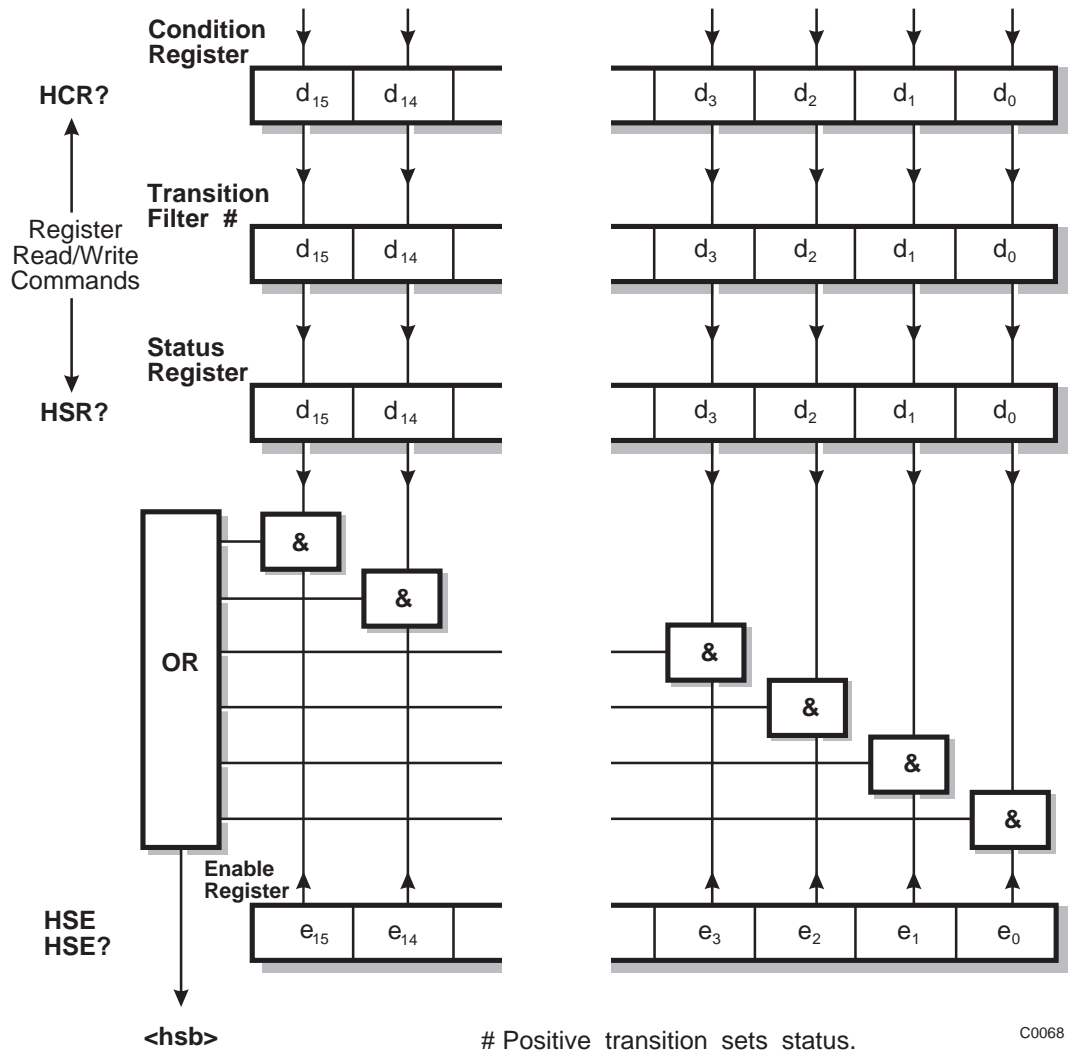 Condition
Register
HCR?
d15 d14 d3 d2 d1 d0
Transition
Filter #
Register
Read/Write
Commands
d15 d14 d3 d2 d1 d0
Status
Register
HSR?
d15 d14 d3 d2 d1 d0
&
&
OR
&
&
&
&
Enable
Register
HSE
HSE?
e15 e14 e3 e2 e1 e0
<hsb>
# Positive transition sets status.
C0068